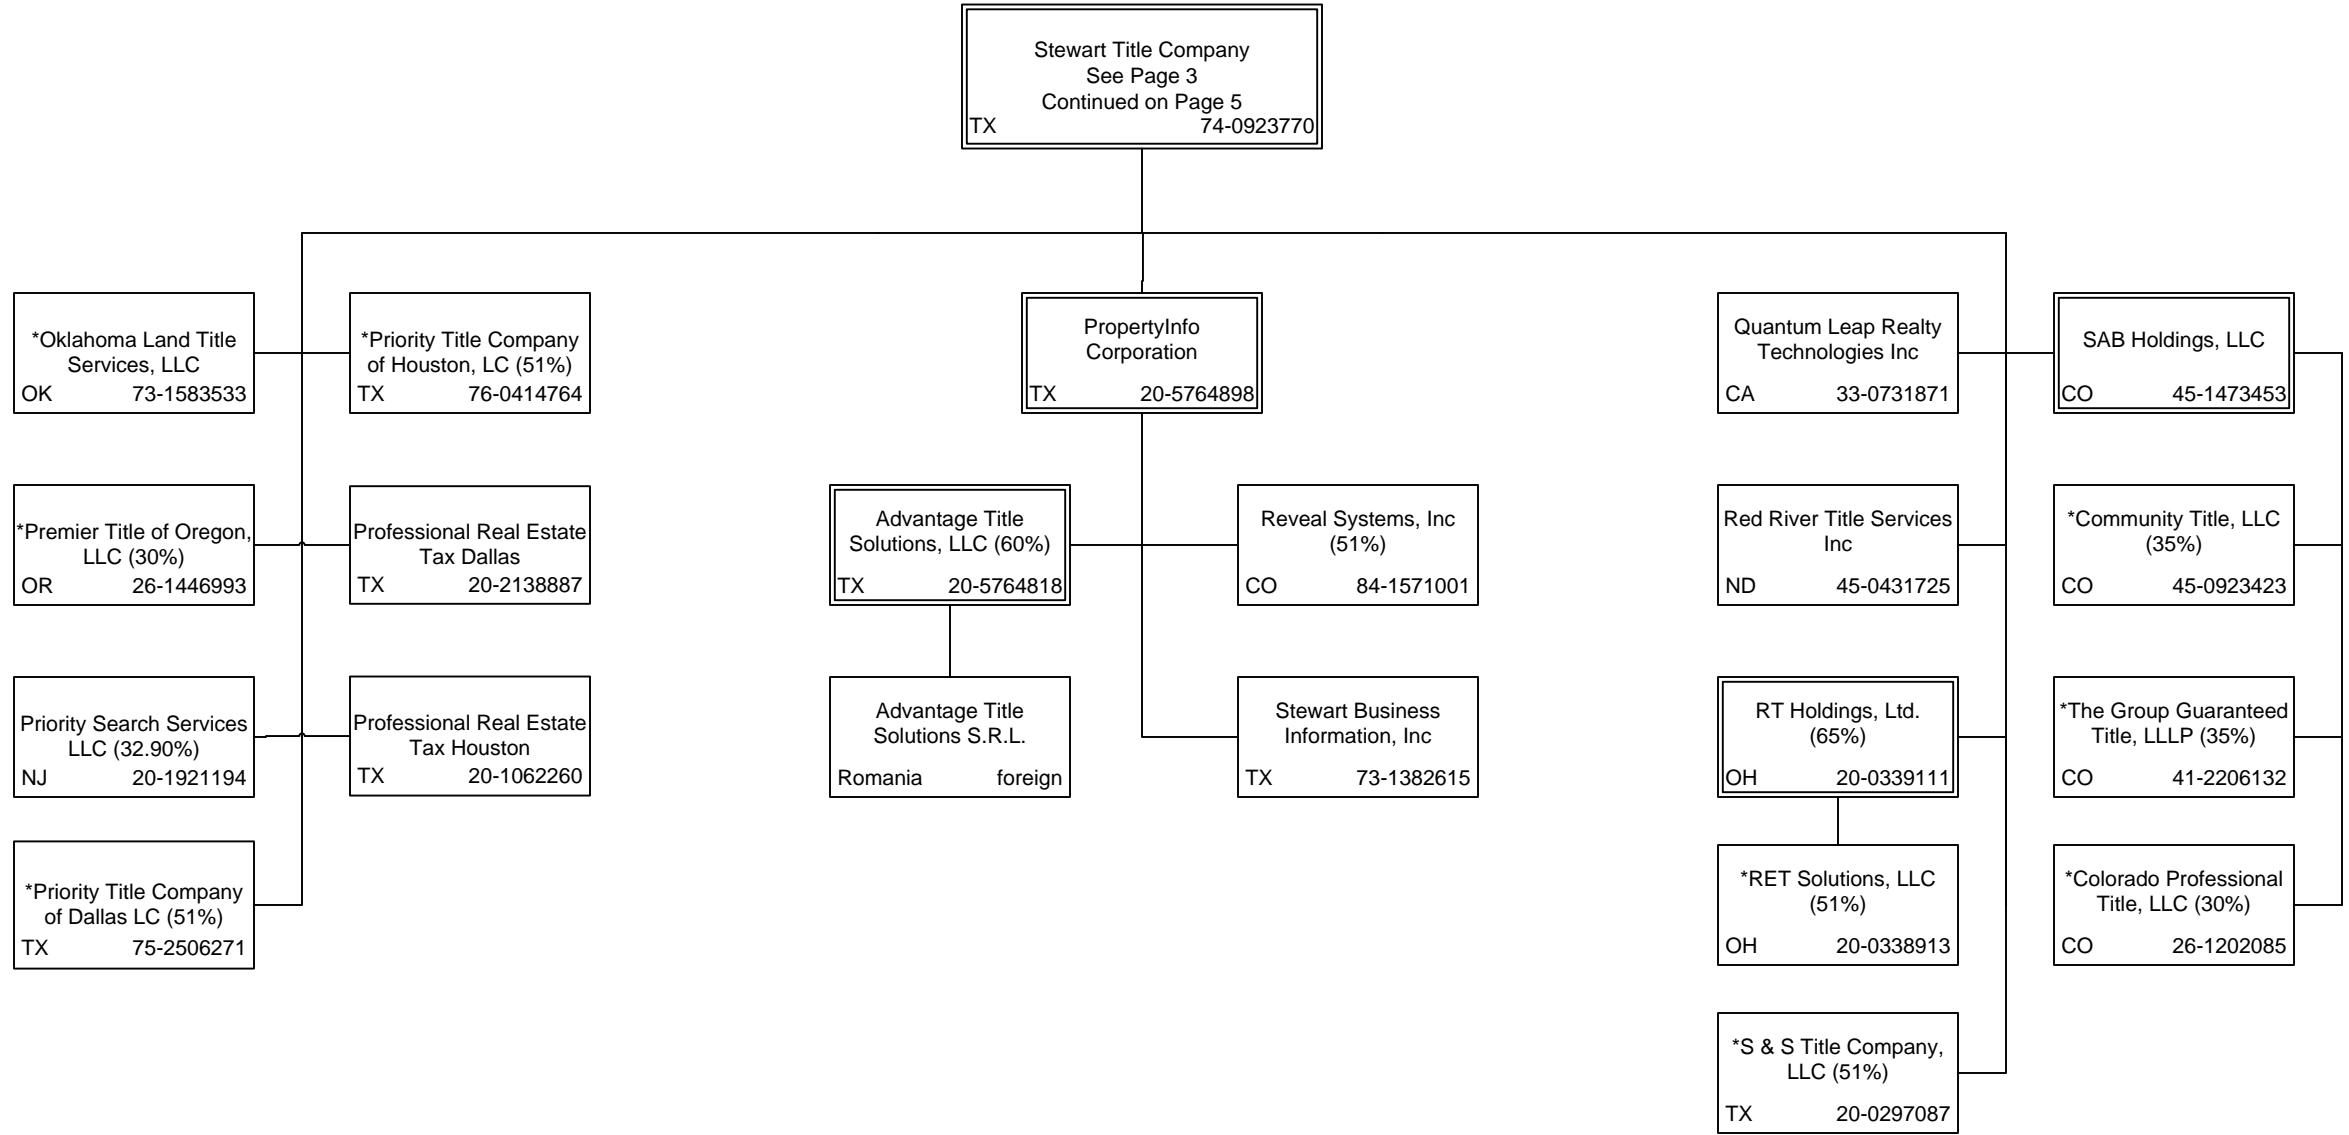 Stewart Title Company
See Page 3
Continued on Page 5
TX 74-0923770
*Oklahoma Land Title
Services, LLC
OK 73-1583533
*Priority Title Company
of Houston, LC (51%)
TX 76-0414764
PropertyInfo
Corporation
TX 20-5764898
Quantum Leap Realty
Technologies Inc
CA 33-0731871
SAB Holdings, LLC
CO 45-1473453
*Premier Title of Oregon,
LLC (30%)
OR 26-1446993
Professional Real Estate
Tax Dallas
TX 20-2138887
Advantage Title
Solutions, LLC (60%)
TX 20-5764818
Reveal Systems, Inc
(51%)
CO 84-1571001
Red River Title Services
Inc
ND 45-0431725
*Community Title, LLC
(35%)
CO 45-0923423
Priority Search Services
LLC (32.90%)
NJ 20-1921194
Professional Real Estate
Tax Houston
TX 20-1062260
Advantage Title
Solutions S.R.L.
Romania foreign
Stewart Business
Information, Inc
TX 73-1382615
RT Holdings, Ltd.
(65%)
OH 20-0339111
*The Group Guaranteed
Title, LLLP (35%)
CO 41-2206132
*Priority Title Company
of Dallas LC (51%)
TX 75-2506271
*RET Solutions, LLC
(51%)
OH 20-0338913
*Colorado Professional
Title, LLC (30%)
CO 26-1202085
*S & S Title Company,
LLC (51%)
TX 20-0297087